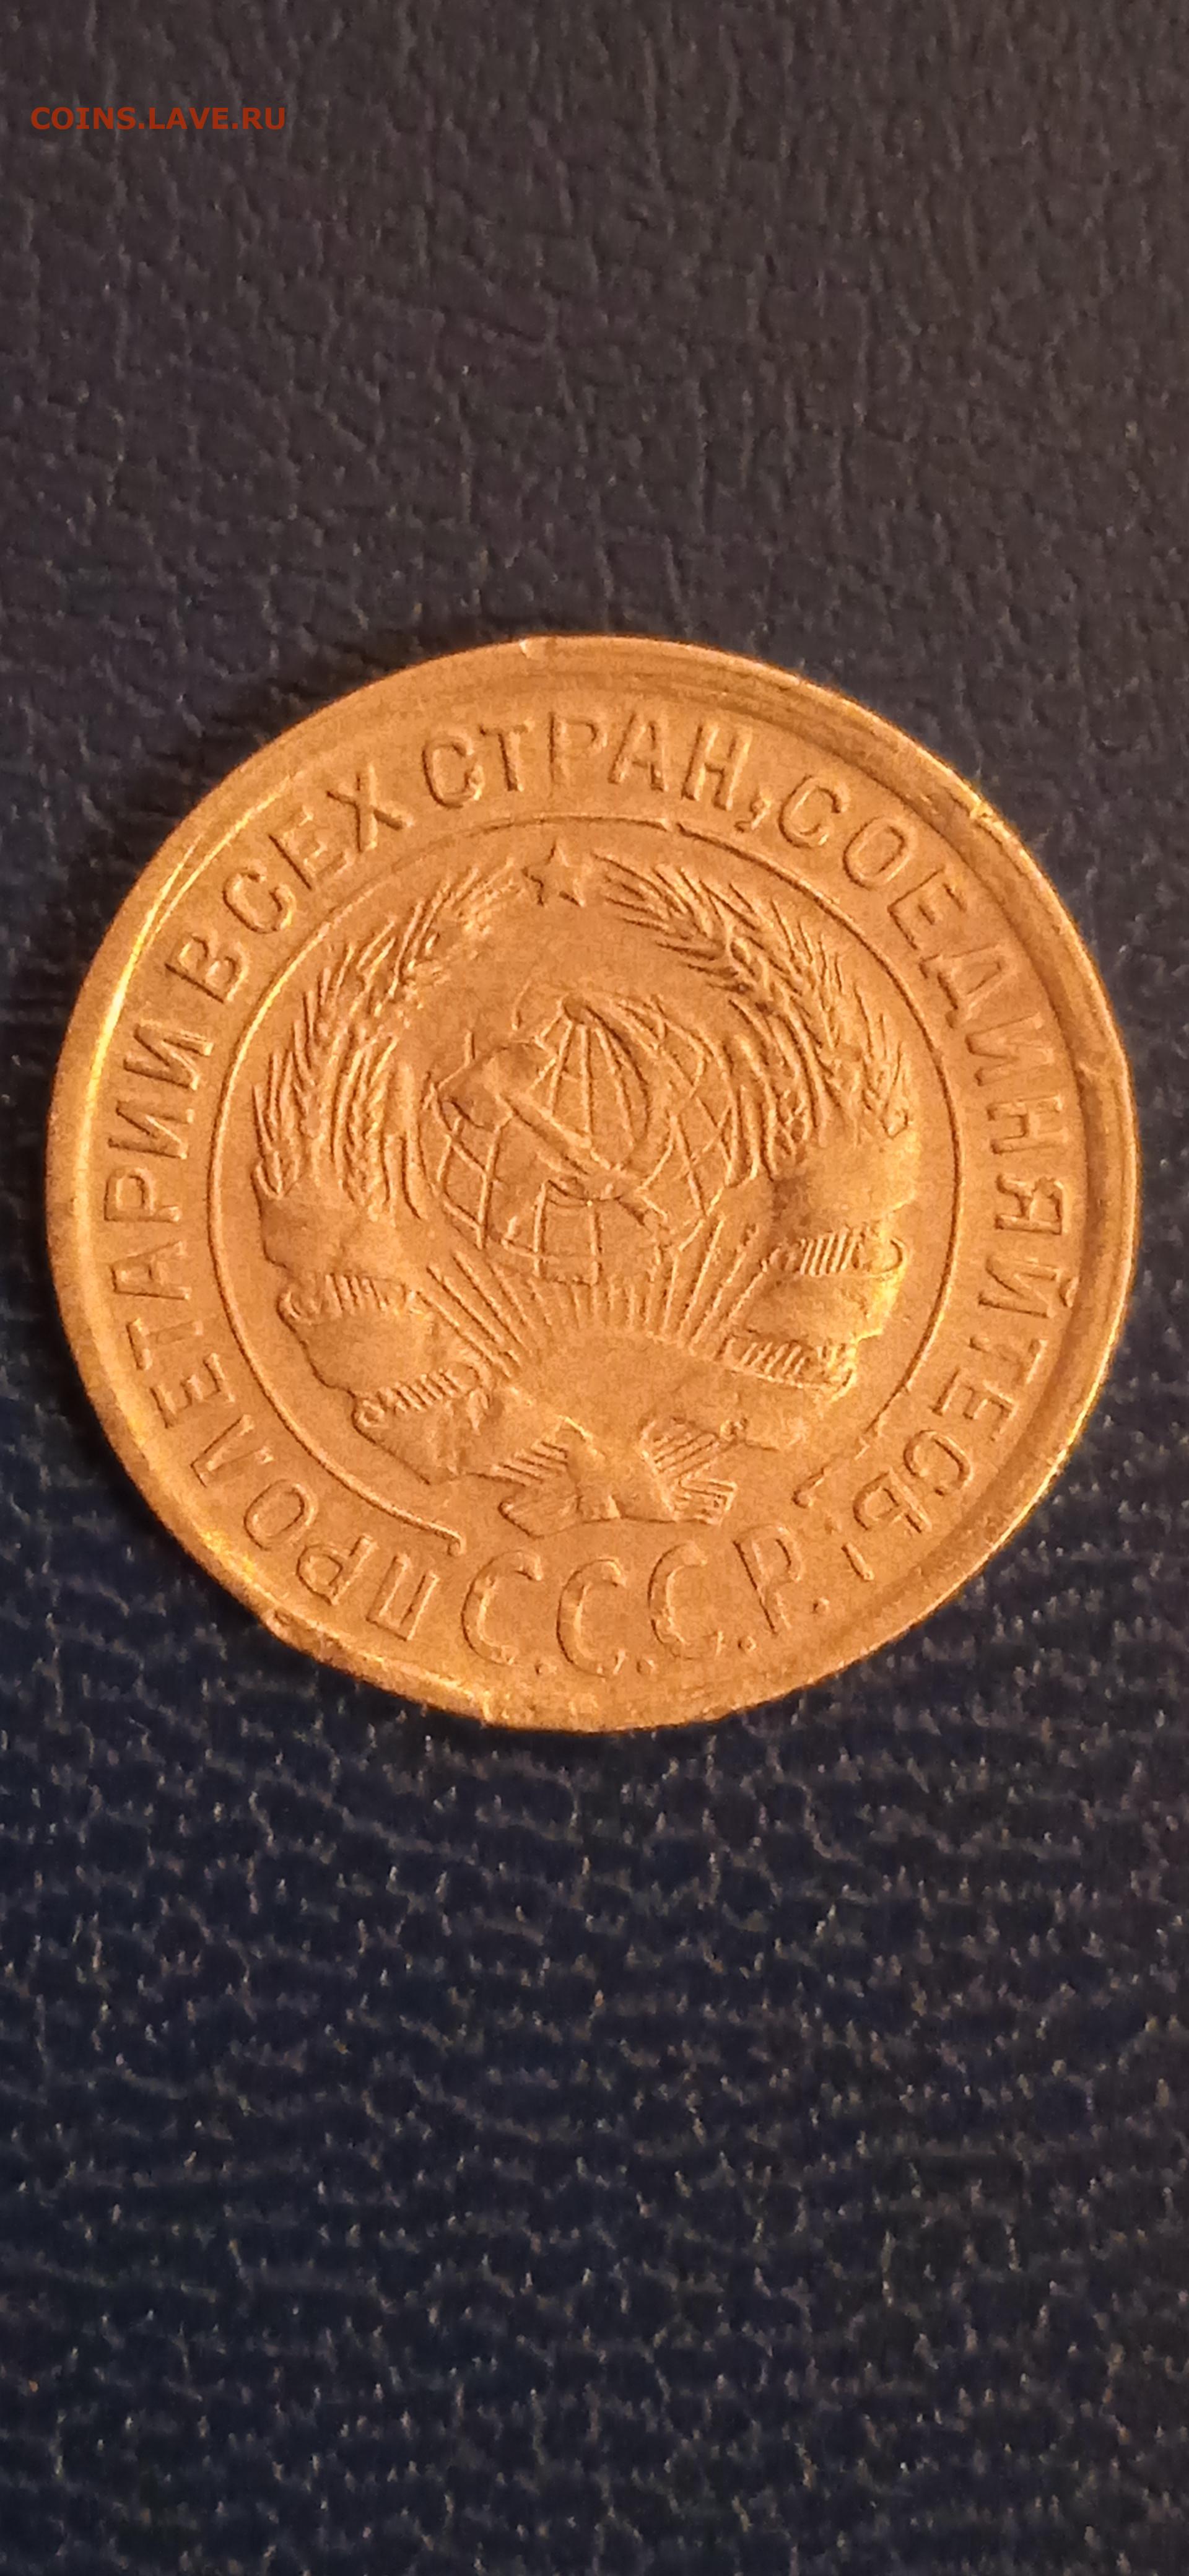 COINS.LAVE.RU
ПРОЛЕТАРИИ ВСЕХ СТРАН, СОЕДИНЯЙТЕСЬ!
С.С.С.Р.